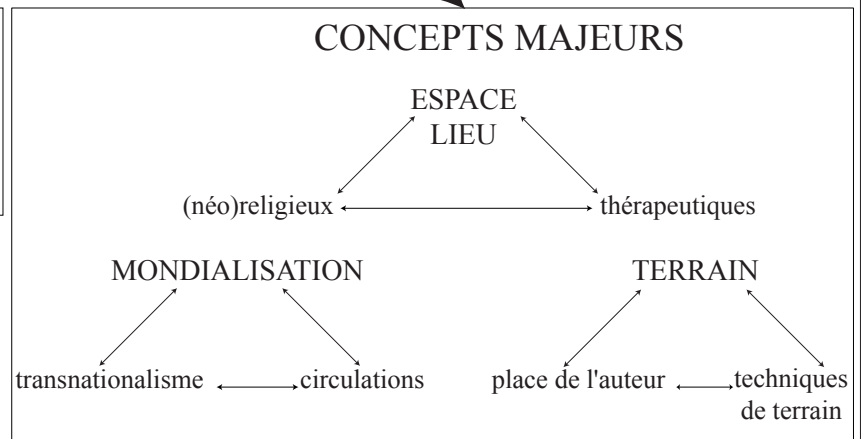 CONCEPTS MAJEURS
ESPACE
LIEU
(néo)religieux
thérapeutiques
MONDIALISATION
TERRAIN
transnationalisme
circulations
place de l'auteur
techniques
de terrain